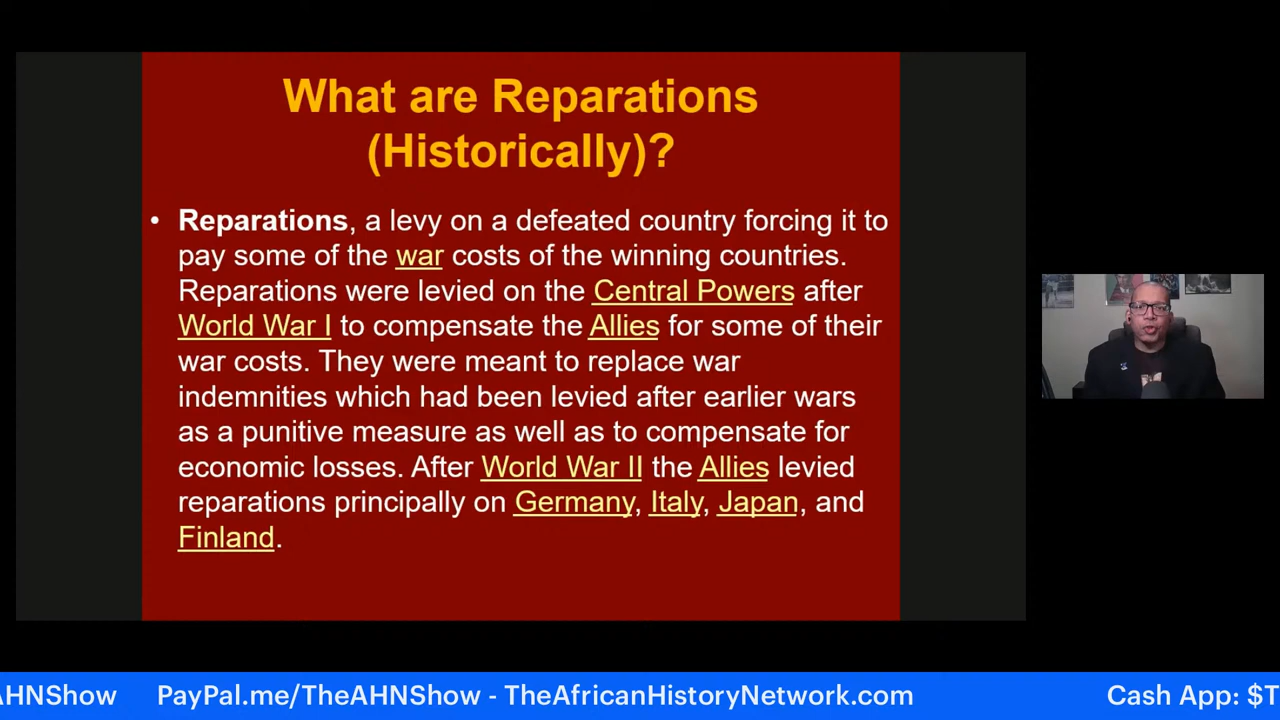 What are Reparations
(Historically)?
• Reparations, a levy on a defeated country forcing it to
pay some of the war costs of the winning countries.
Reparations were levied on the Central Powers after
World War I to compensate the Allies for some of their
war costs. They were meant to replace war
indemnities which had been levied after earlier wars
as a punitive measure as well as to compensate for
economic losses. After World War II the Allies levied
reparations principally on Germany, Italy, Japan, and
Finland.
AHNShow PayPal.me/TheAHNShow - TheAfricanHistoryNetwork.com Cash App: $T